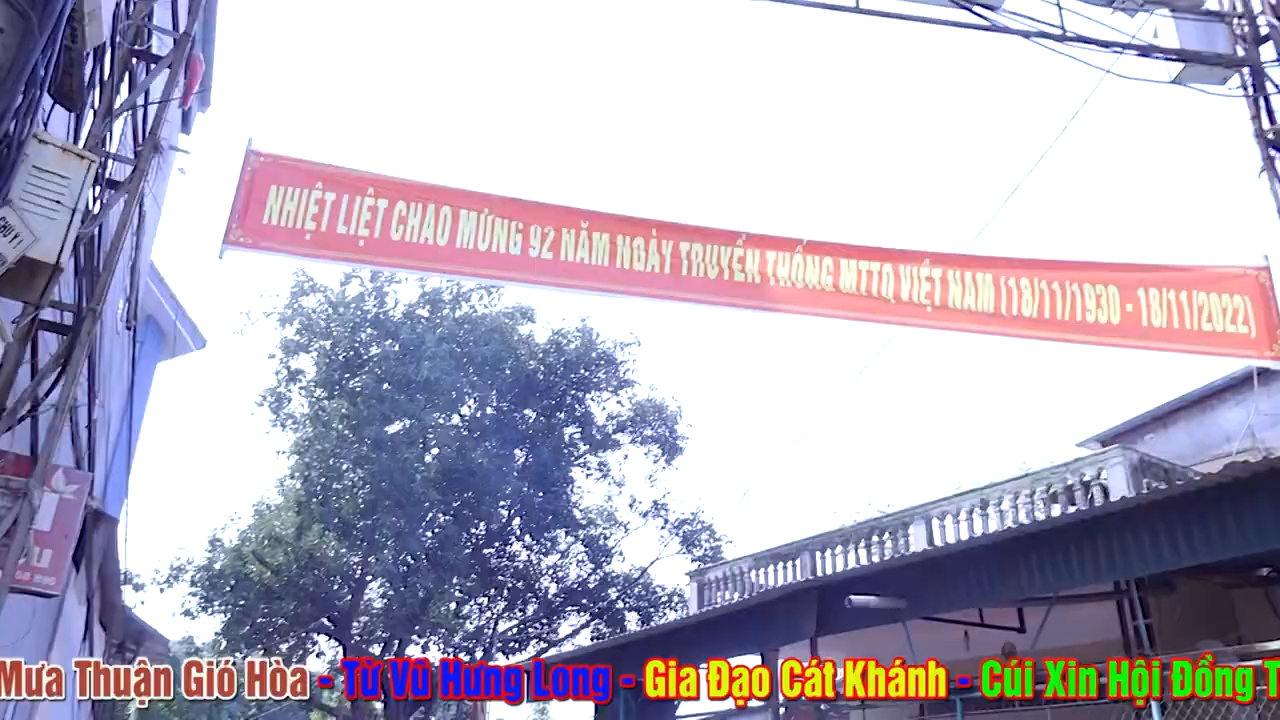 NHIỆT LIỆT CHÀO MỪNG 92 NĂM NGÀY TRUYỀN THỐNG MTTQ VIỆT NAM (18/11/1930 - 18/11/2022)
CHÚ Ý!
Mưa Thuận Gió Hòa - Tứ Vũ Hưng Long - Gia Đạo Cát Khánh - Cúi Xin Hội Đồng T